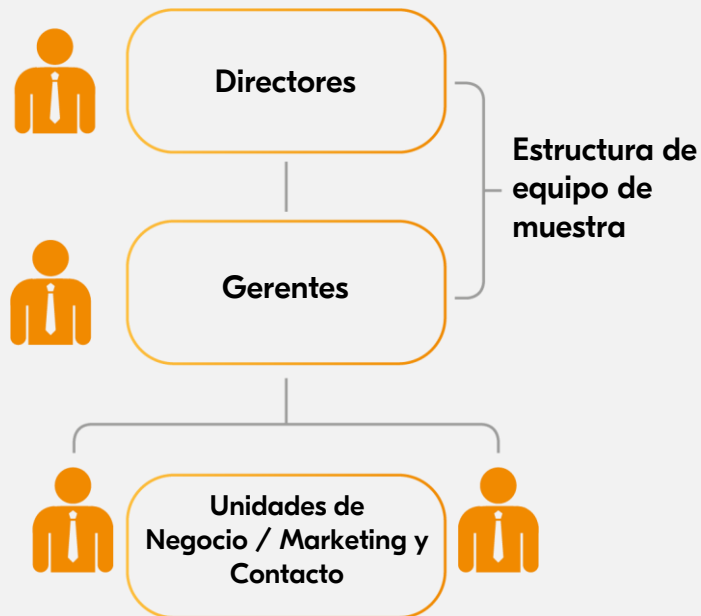 Directores
Estructura de
equipo de
muestra
Gerentes
Unidades de
Negocio / Marketing y
Contacto